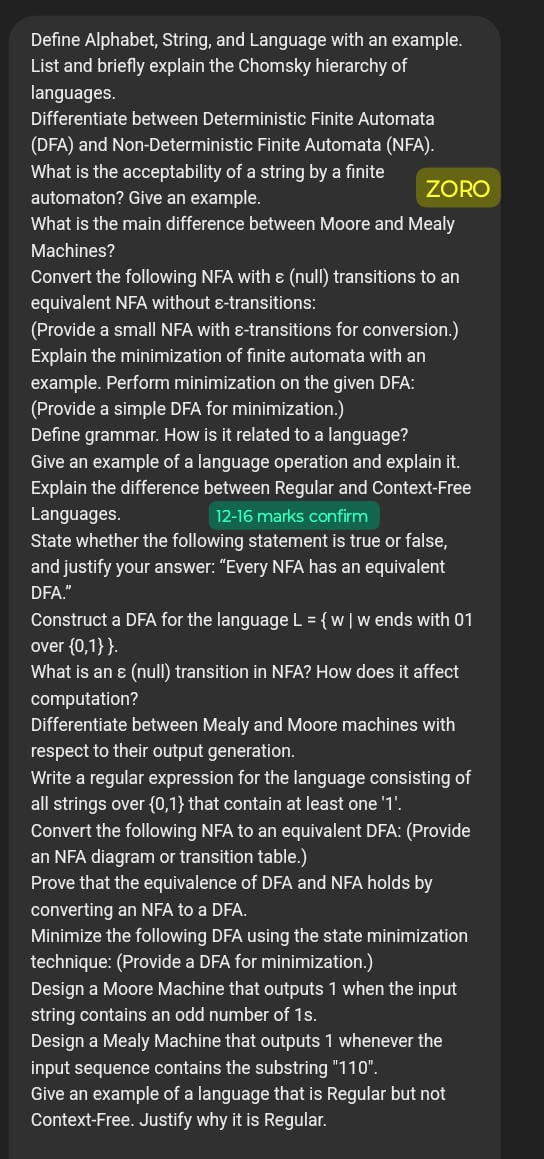 Define Alphabet, String, and Language with an example.
List and briefly explain the Chomsky hierarchy of
languages.
Differentiate between Deterministic Finite Automata
(DFA) and Non-Deterministic Finite Automata (NFA).
What is the acceptability of a string by a finite
automaton? Give an example.
ZORO
What is the main difference between Moore and Mealy
Machines?
Convert the following NFA with ε (null) transitions to an
equivalent NFA without ε-transitions:
(Provide a small NFA with ε-transitions for conversion.)
Explain the minimization of finite automata with an
example. Perform minimization on the given DFA:
(Provide a simple DFA for minimization.)
Define grammar. How is it related to a language?
Give an example of a language operation and explain it.
Explain the difference between Regular and Context-Free
Languages.
12-16 marks confirm
State whether the following statement is true or false,
and justify your answer: “Every NFA has an equivalent
DFA.”
Construct a DFA for the language L = { w | w ends with 01
over {0,1} }.
What is an ε (null) transition in NFA? How does it affect
computation?
Differentiate between Mealy and Moore machines with
respect to their output generation.
Write a regular expression for the language consisting of
all strings over {0,1} that contain at least one '1'.
Convert the following NFA to an equivalent DFA: (Provide
an NFA diagram or transition table.)
Prove that the equivalence of DFA and NFA holds by
converting an NFA to a DFA.
Minimize the following DFA using the state minimization
technique: (Provide a DFA for minimization.)
Design a Moore Machine that outputs 1 when the input
string contains an odd number of 1s.
Design a Mealy Machine that outputs 1 whenever the
input sequence contains the substring "110".
Give an example of a language that is Regular but not
Context-Free. Justify why it is Regular.